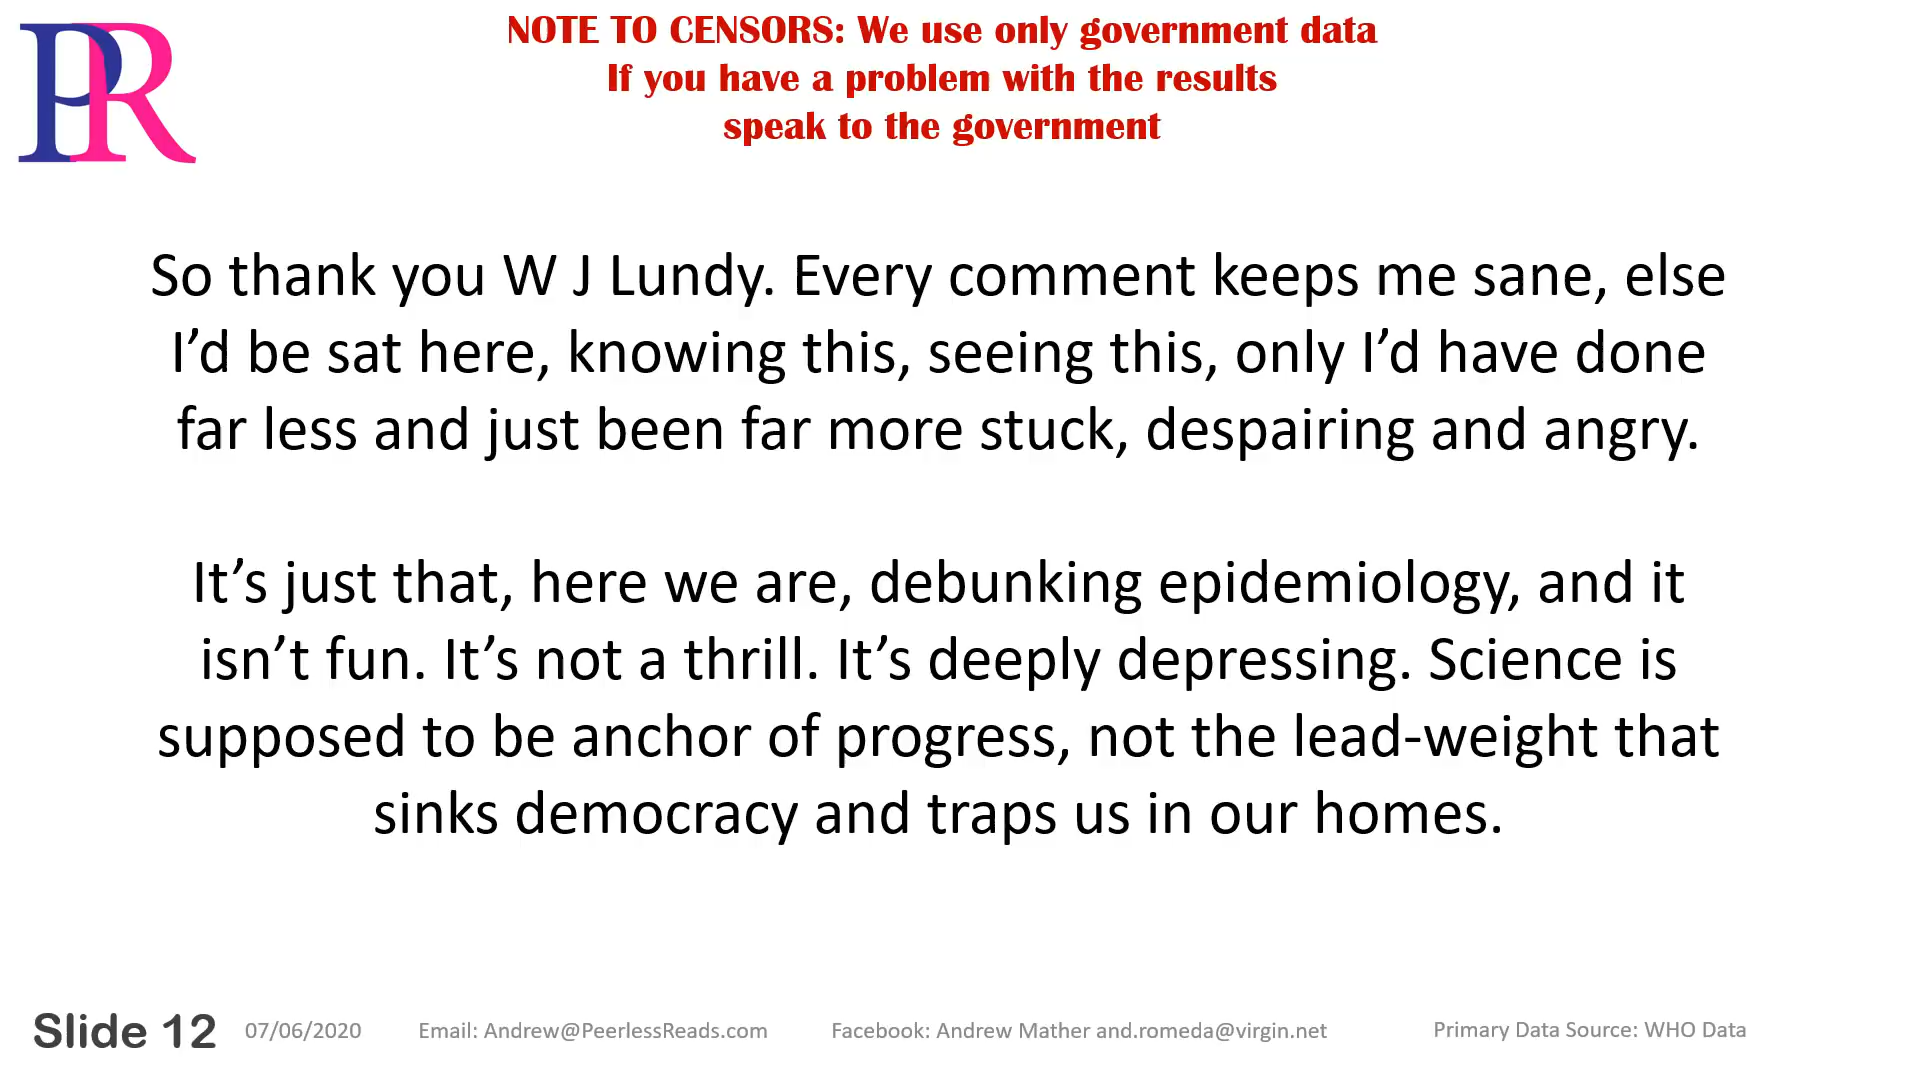 PR
NOTE TO CENSORS: We use only government data
If you have a problem with the results
speak to the government
So thank you W J Lundy. Every comment keeps me sane, else
I’d be sat here, knowing this, seeing this, only I’d have done
far less and just been far more stuck, despairing and angry.
It’s just that, here we are, debunking epidemiology, and it
isn’t fun. It’s not a thrill. It’s deeply depressing. Science is
supposed to be anchor of progress, not the lead-weight that
sinks democracy and traps us in our homes.
Slide 12 07/06/2020 Email: Andrew@PeerlessReads.com Facebook: Andrew Mather and.romeda@virgin.net Primary Data Source: WHO Data